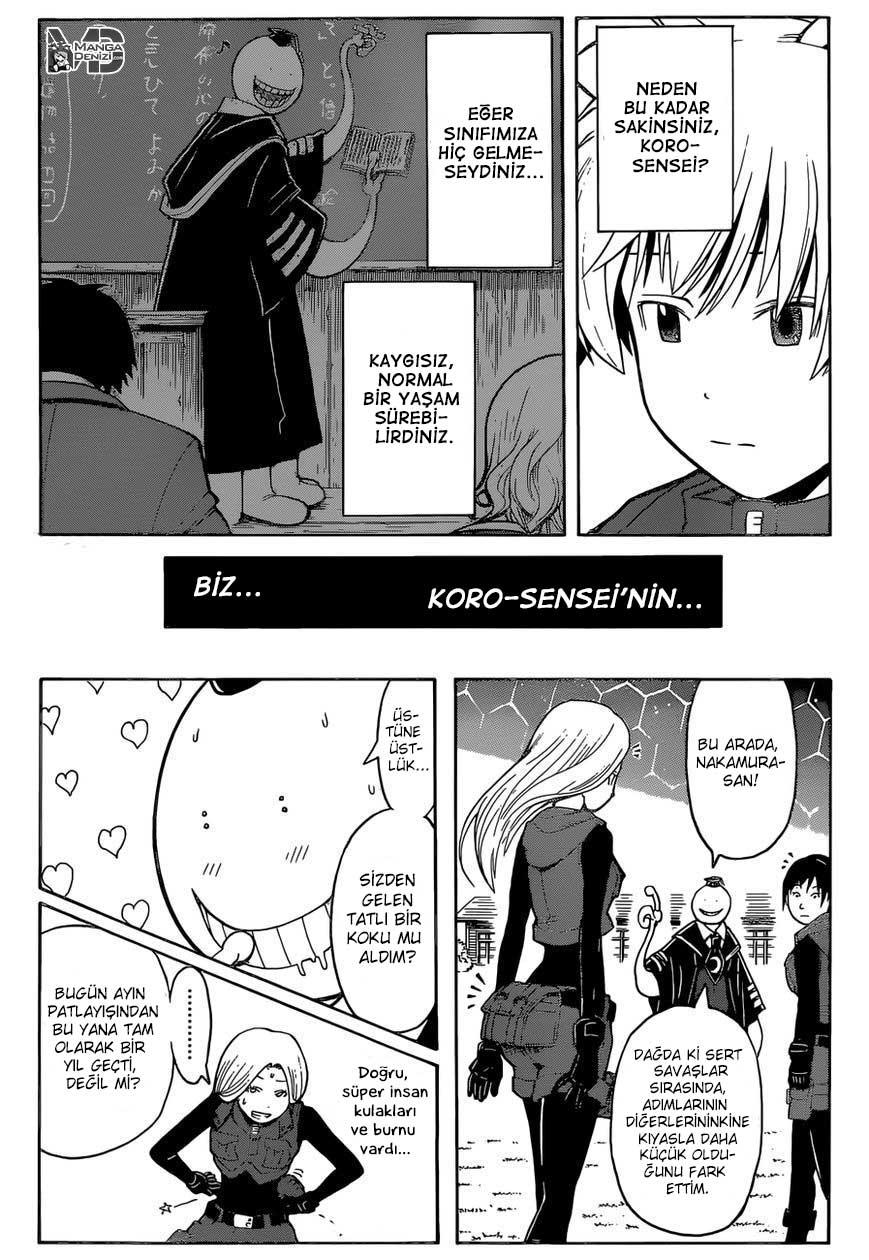 MANGA
DENİZİ
.COM
NEDEN
BU KADAR
SAKİNSİNİZ,
KORO-
SENSEI?
E
EĞER
SINIFIMIZA
HİÇ GELME-
SEYDİNİZ...
KAYGISIZ,
NORMAL
BİR YAŞAM
SÜREBİ-
LİRDİNİZ.
BİZ...
KORO-SENSEİ'NİN...
BU ARADA,
NAKAMURA-
SAN!
DAĞDA Kİ SERT
SAVAŞLAR
SIRASINDA,
ADIMLARININ
DİĞERLERİNİNKİNE
KIYASLA DAHA
KÜÇÜK OLDU-
ĞUNU FARK
ETTİM.
ÜS-
TÜNE
ÜST-
LÜK...
SİZDEN
GELEN
TATLI BİR
KOKU MU
ALDIM?
Doğru,
süper insan
kulakları
ve burnu
vardı...
.........
BUGÜN AYIN
PATLAYIŞINDAN
BU YANA TAM
OLARAK BİR
YIL GEÇTİ,
DEĞİL Mİ?